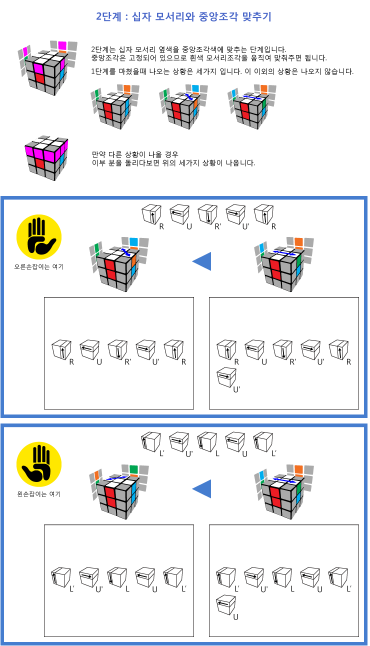 2단계 : 십자 모서리와 중앙조각 맞추기
2단계는 십자 모서리 옆색을 중앙조각색에 맞추는 단계입니다.
중앙조각은 고정되어 있으므로 흰색 모서리조각을 움직여 맞춰주면 됩니다.
1단계를 마쳤을때 나오는 상황은 세가지 입니다. 이 이외의 상황은 나오지 않습니다.
만약 다른 상황이 나올 경우
이부 분을 돌리다보면 위의 세가지 상황이 나옵니다.
R U R' U' R
오른손잡이는 여기
R U R' U' R
R U R' U' R
U'
L' U' L U L'
왼손잡이는 여기
L' U' L U L'
L' U' L U L'
U